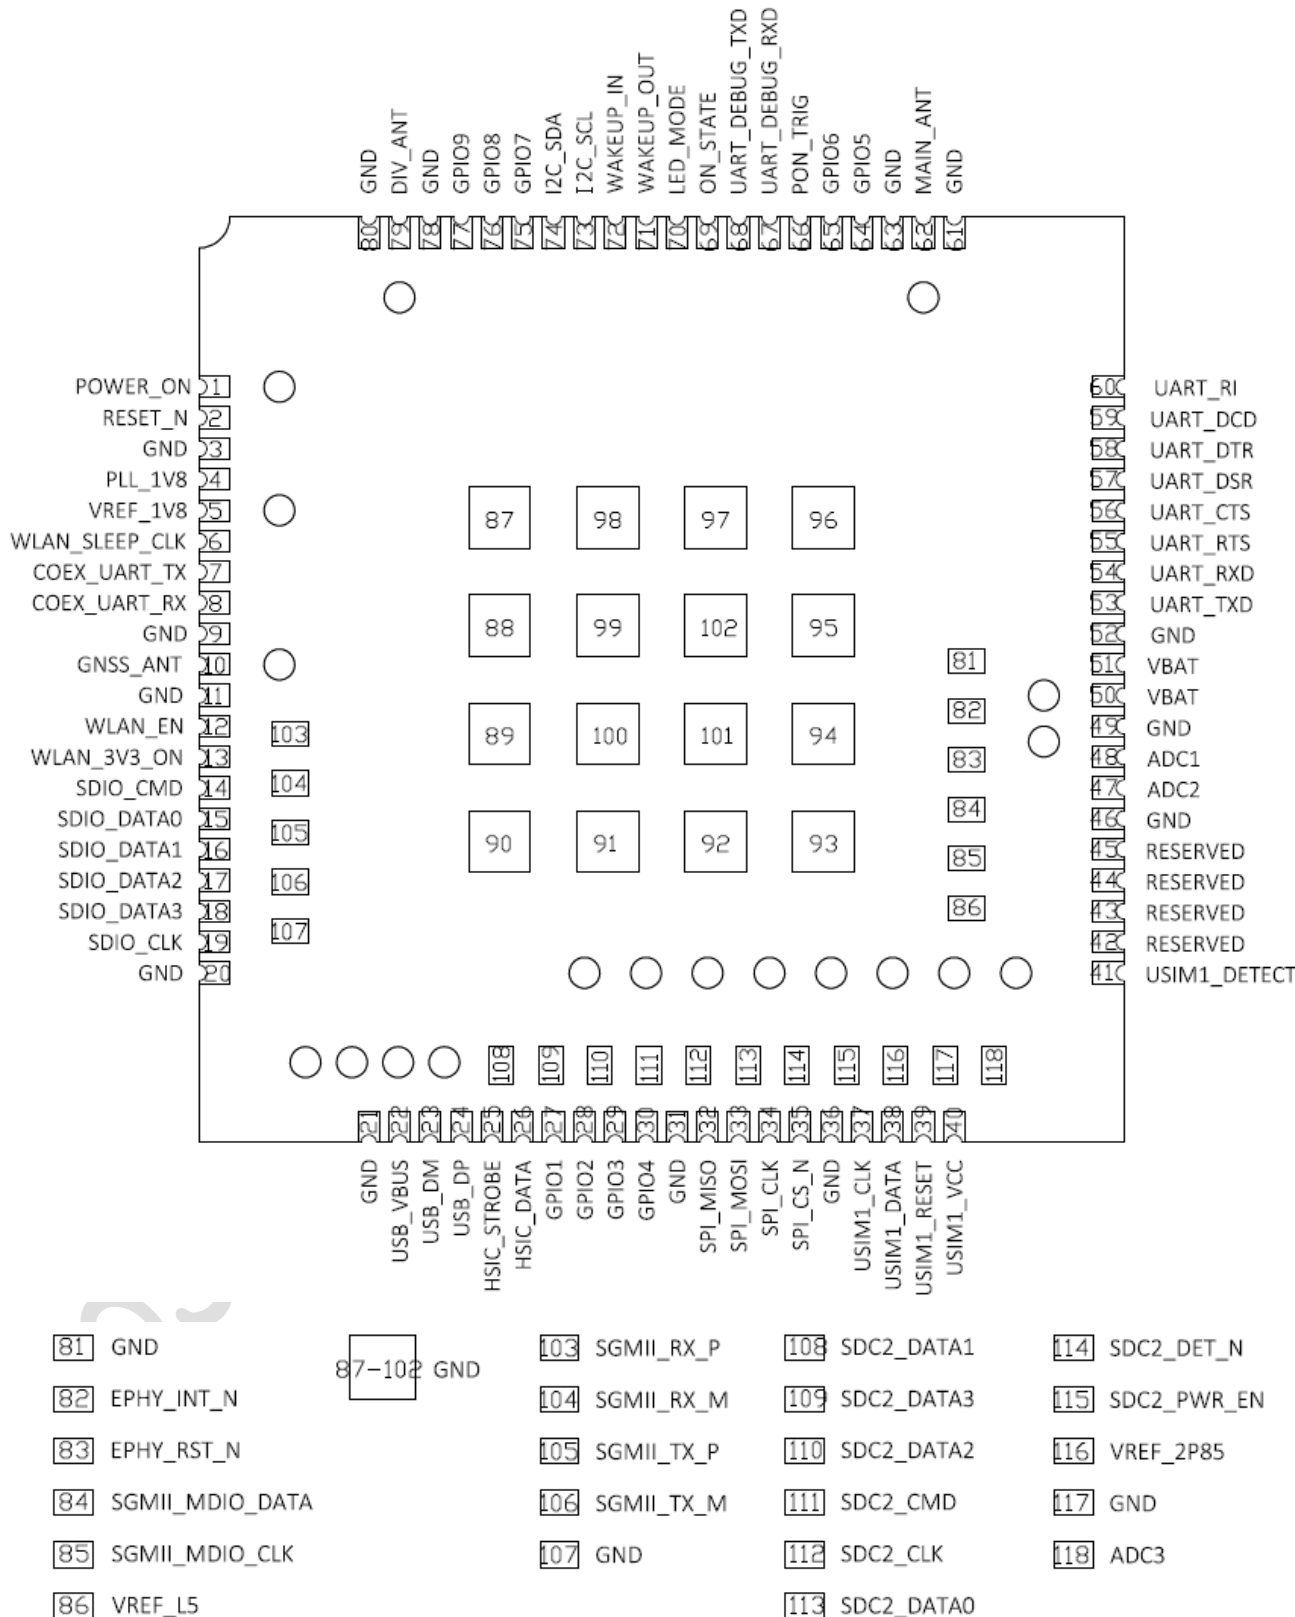 GND
DIV_ANT
GND
GPIO9
GPIO8
GPIO7
I2C_SDA
I2C_SCL
WAKEUP_IN
WAKEUP_OUT
LED_MODE
ON_STATE
UART_DEBUG_TXD
UART_DEBUG_RXD
PON_TRIG
GPIO6
GPIO5
GND
MAIN_ANT
GND
80 79 78 77 76 75 74 73 72 71 70 69 68 67 66 65 64 63 62 61
POWER_ON 1
RESET_N 2
GND 3
PLL_1V8 4
VREF_1V8 5
WLAN_SLEEP_CLK 6
COEX_UART_TX 7
COEX_UART_RX 8
GND 9
GNSS_ANT 10
GND 11
WLAN_EN 12
WLAN_3V3_ON 13
SDIO_CMD 14
SDIO_DATA0 15
SDIO_DATA1 16
SDIO_DATA2 17
SDIO_DATA3 18
SDIO_CLK 19
GND 20
103
104
105
106
107
87 98 97 96
88 99 102 95
89 100 101 94
90 91 92 93
81
82
83
84
85
86
60 UART_RI
59 UART_DCD
58 UART_DTR
57 UART_DSR
56 UART_CTS
55 UART_RTS
54 UART_RXD
53 UART_TXD
52 GND
51 VBAT
50 VBAT
49 GND
48 ADC1
47 ADC2
46 GND
45 RESERVED
44 RESERVED
43 RESERVED
42 RESERVED
41 USIM1_DETECT
108 109 110 111 112 113 114 115 116 117 118
21 22 23 24 25 26 27 28 29 30 31 32 33 34 35 36 37 38 39 40
GND
USB_VBUS
USB_DM
USB_DP
HSIC_STROBE
HSIC_DATA
GPIO1
GPIO2
GPIO3
GPIO4
GND
SPI_MISO
SPI_MOSI
SPI_CLK
SPI_CS_N
GND
USIM1_CLK
USIM1_DATA
USIM1_RESET
USIM1_VCC
81 GND
82 EPHY_INT_N
83 EPHY_RST_N
84 SGMII_MDIO_DATA
85 SGMII_MDIO_CLK
86 VREF_L5
87-102 GND
103 SGMII_RX_P
104 SGMII_RX_M
105 SGMII_TX_P
106 SGMII_TX_M
107 GND
108 SDC2_DATA1
109 SDC2_DATA3
110 SDC2_DATA2
111 SDC2_CMD
112 SDC2_CLK
113 SDC2_DATA0
114 SDC2_DET_N
115 SDC2_PWR_EN
116 VREF_2P85
117 GND
118 ADC3